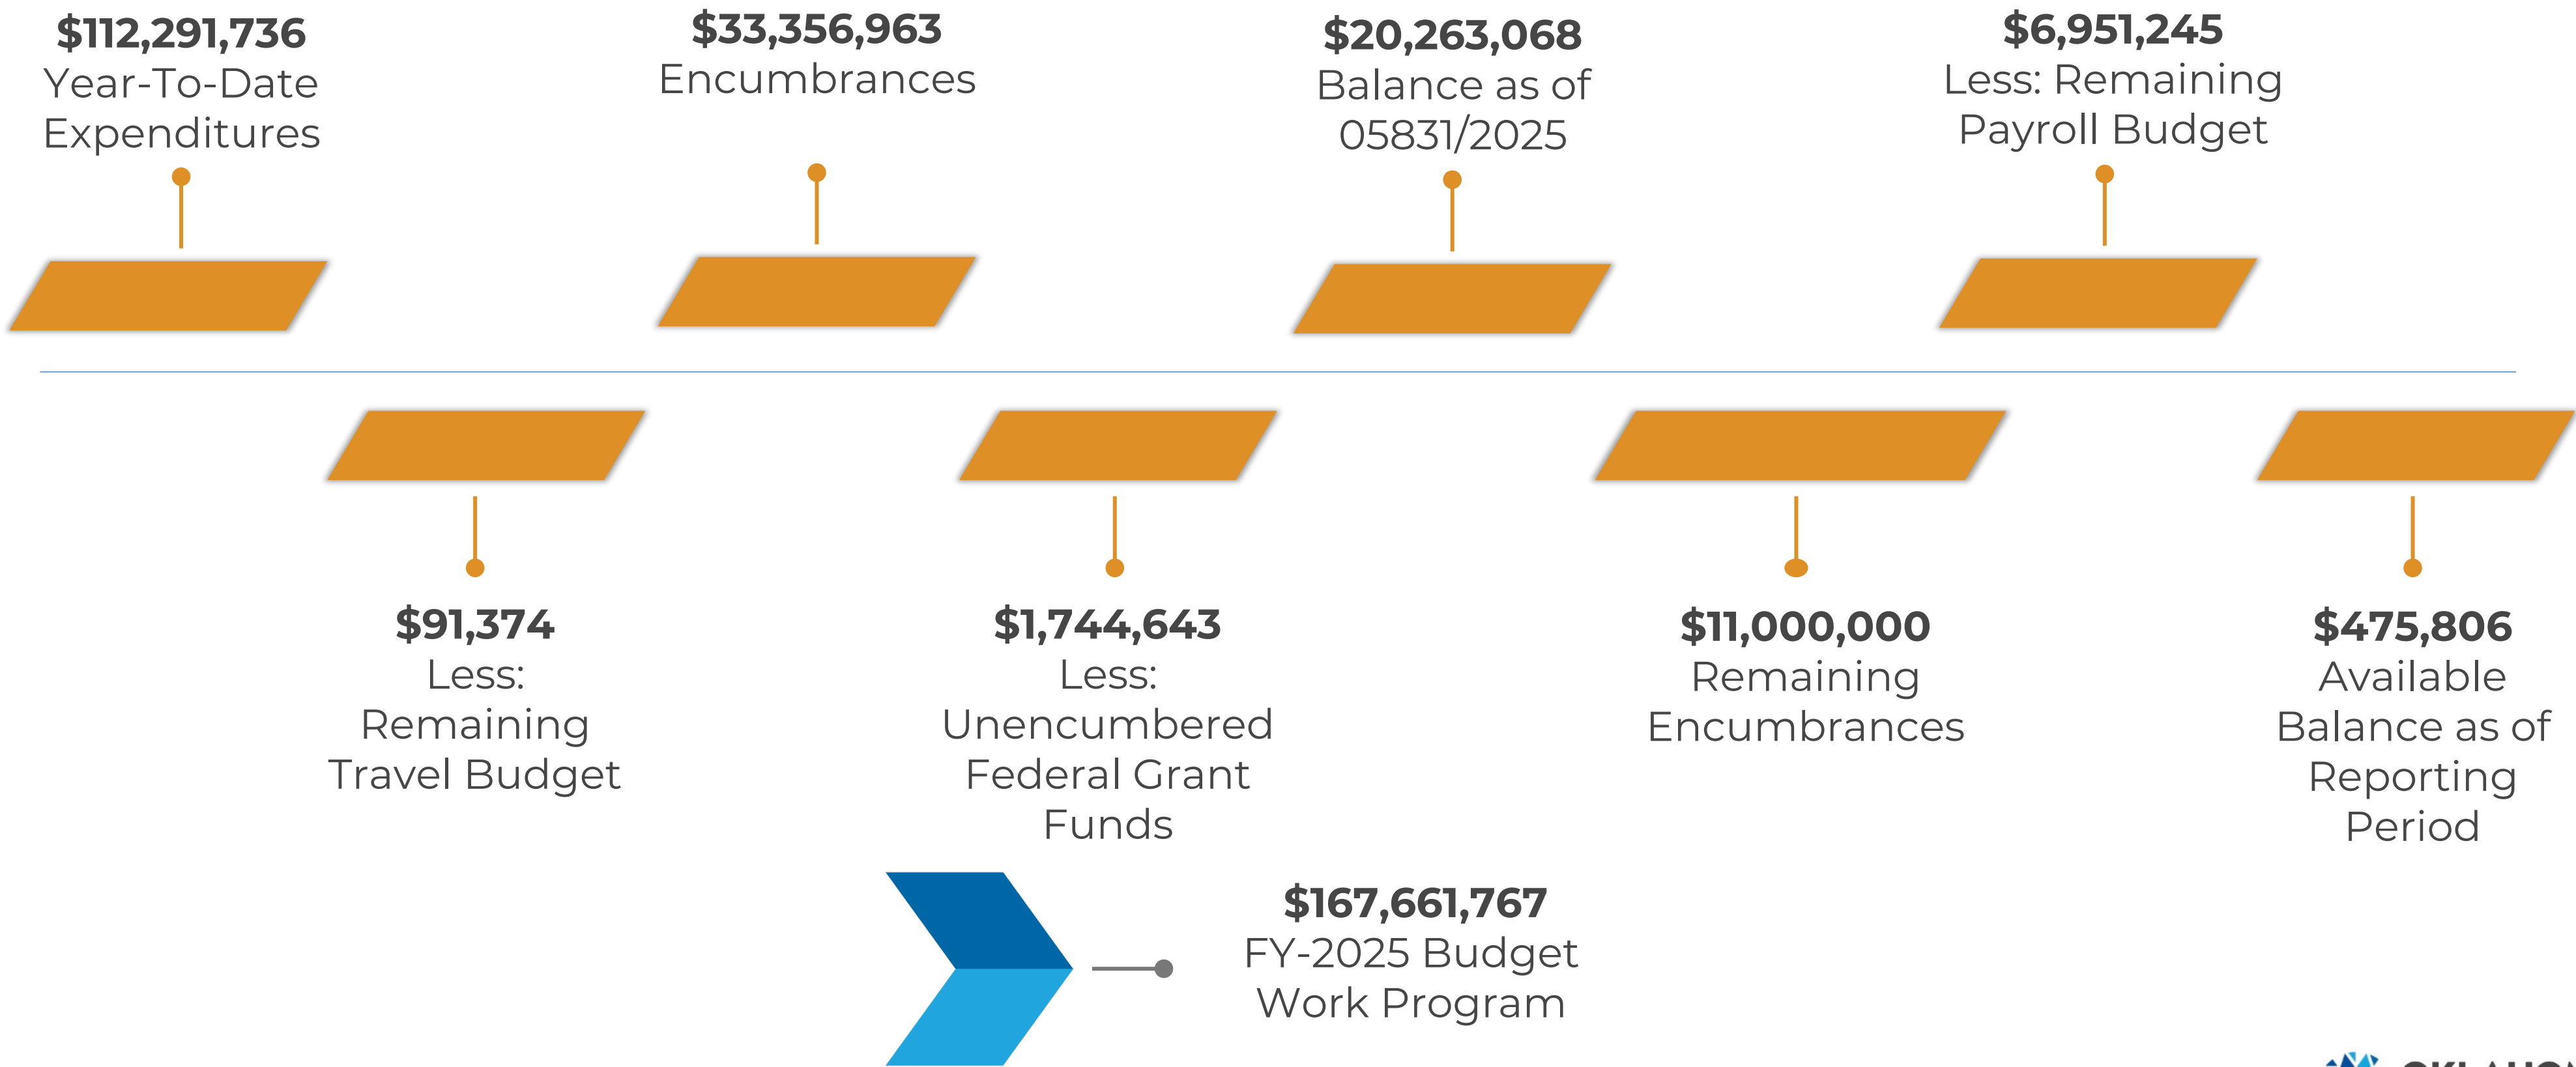 $112,291,736
Year-To-Date
Expenditures
$33,356,963
Encumbrances
$20,263,068
Balance as of
05831/2025
$6,951,245
Less: Remaining
Payroll Budget
$91,374
Less:
Remaining
Travel Budget
$1,744,643
Less:
Unencumbered
Federal Grant
Funds
$11,000,000
Remaining
Encumbrances
$475,806
Available
Balance as of
Reporting
Period
$167,661,767
FY-2025 Budget
Work Program